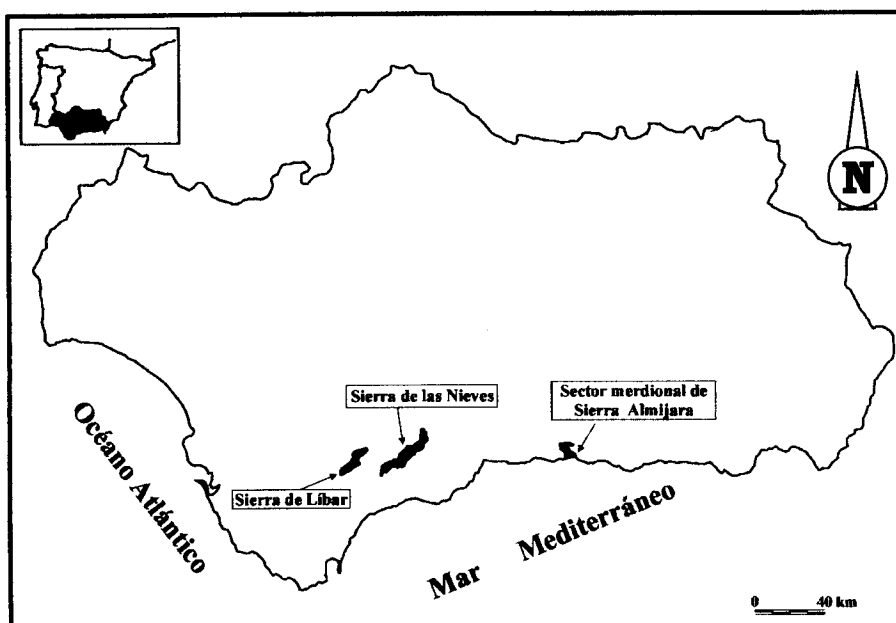 N
Sierra de las Nieves
Sector merdional de
Sierra Almijara
Sierra de Líbar
Océano Atlántico
Mar Mediterráneo
0 40 km